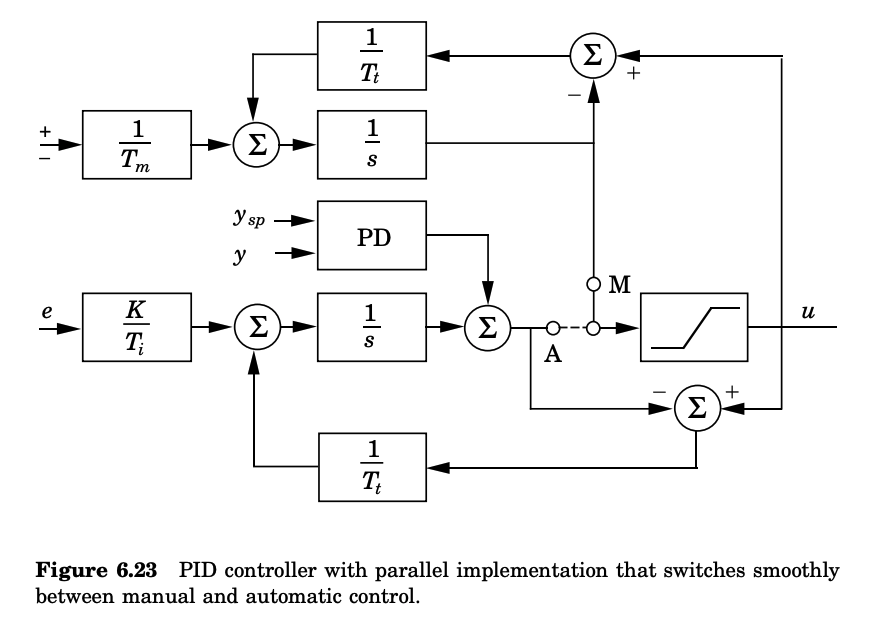 1
T_t
Σ
+
−
+
−
1
T_m
Σ
1
s
y_sp
y
PD
M
e
K
T_i
Σ
1
s
Σ
A
u
−
+
Σ
1
T_t
Figure 6.23 PID controller with parallel implementation that switches smoothly
between manual and automatic control.